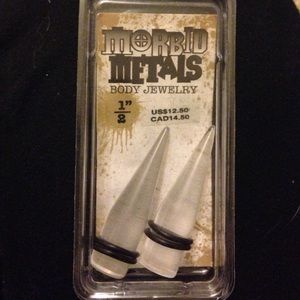 MORBID
METALS
BODY JEWELRY
1"
2
US$12.50
CAD14.50